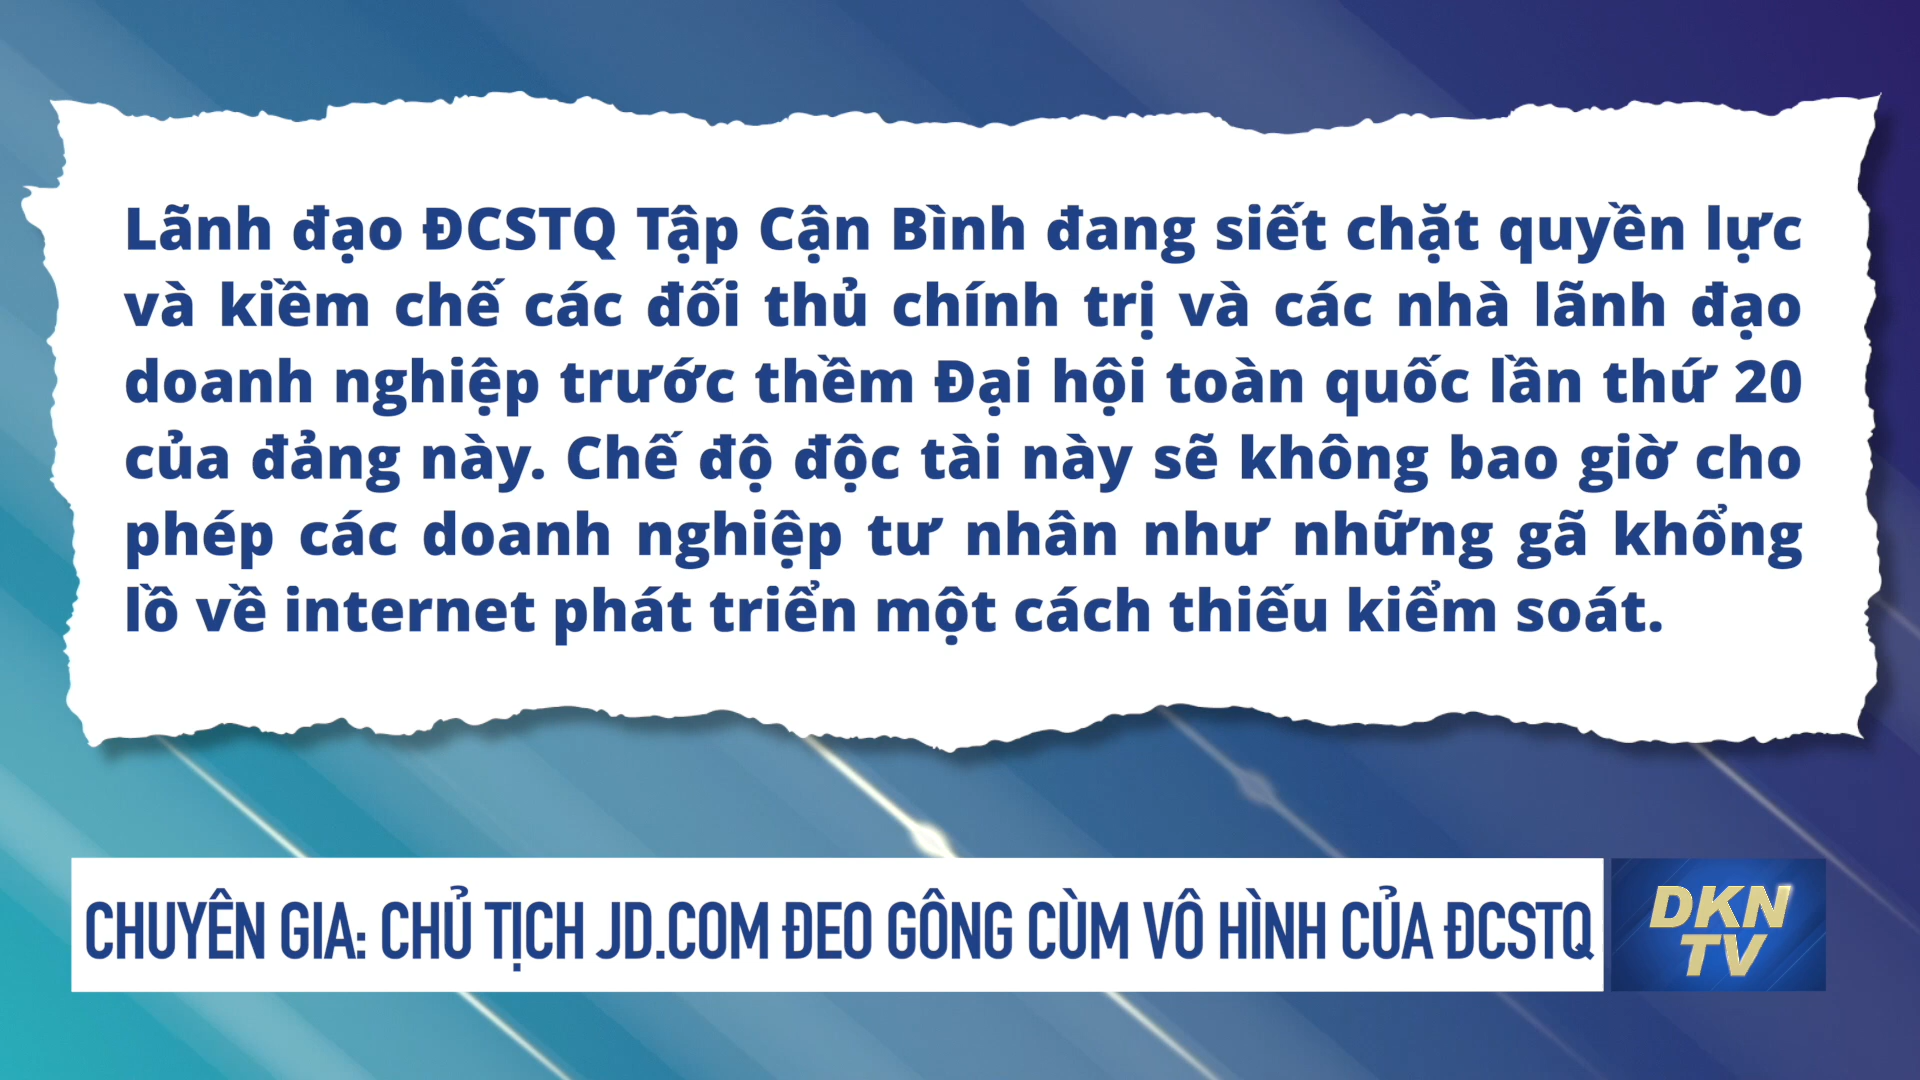 Lãnh đạo ĐCSTQ Tập Cận Bình đang siết chặt quyền lực
và kiềm chế các đối thủ chính trị và các nhà lãnh đạo
doanh nghiệp trước thềm Đại hội toàn quốc lần thứ 20
của đảng này. Chế độ độc tài này sẽ không bao giờ cho
phép các doanh nghiệp tư nhân như những gã khổng
lồ về internet phát triển một cách thiếu kiểm soát.
CHUYÊN GIA: CHỦ TỊCH JD.COM ĐEO GÔNG CÙM VÔ HÌNH CỦA ĐCSTQ
DKN
TV